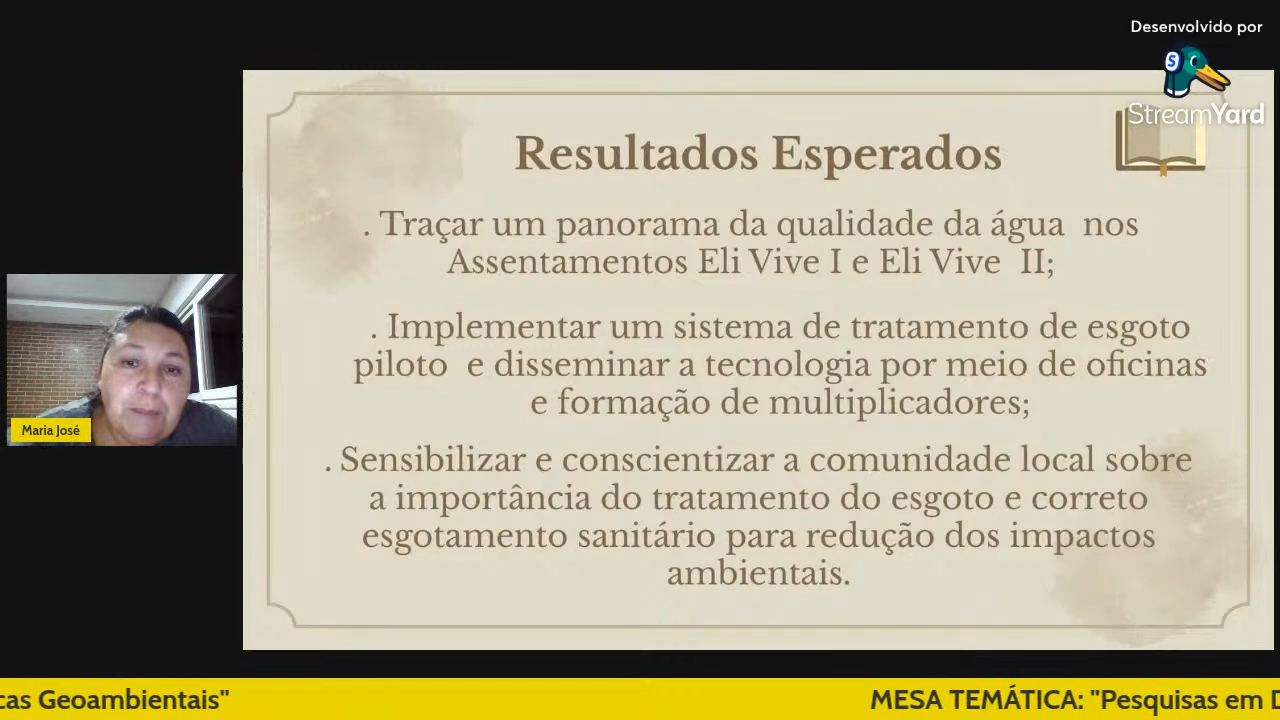 Desenvolvido por
StreamYard
Resultados Esperados
. Traçar um panorama da qualidade da água nos
Assentamentos Eli Vive I e Eli Vive II;
. Implementar um sistema de tratamento de esgoto
piloto e disseminar a tecnologia por meio de oficinas
e formação de multiplicadores;
. Sensibilizar e conscientizar a comunidade local sobre
a importância do tratamento do esgoto e correto
esgotamento sanitário para redução dos impactos
ambientais.
Maria José
cas Geoambientais" MESA TEMÁTICA: "Pesquisas em D